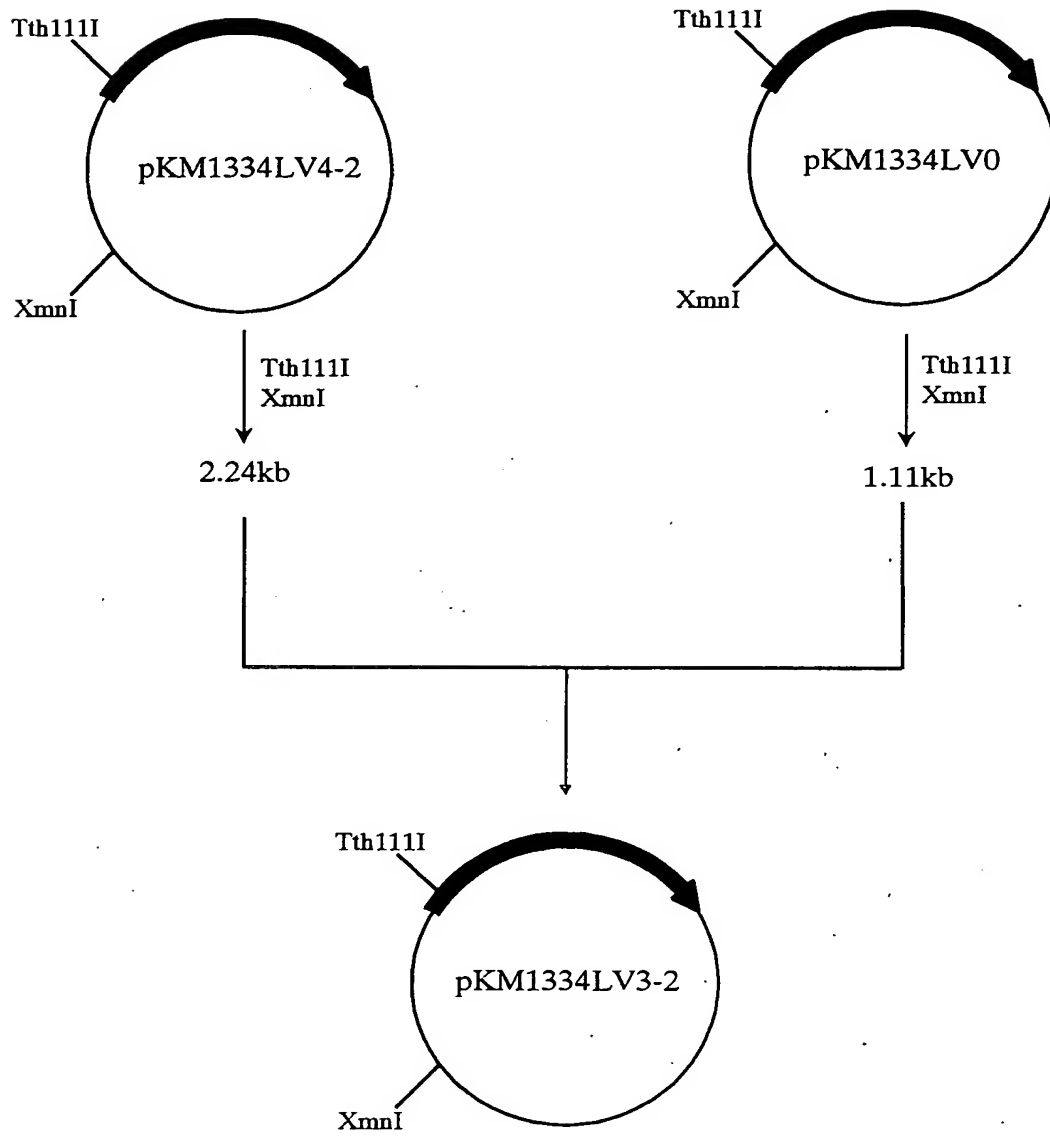 Tth111I
pKM1334LV4-2
XmnI
Tth111I
XmnI
2.24kb
Tth111I
pKM1334LV0
XmnI
Tth111I
XmnI
1.11kb
Tth111I
pKM1334LV3-2
XmnI